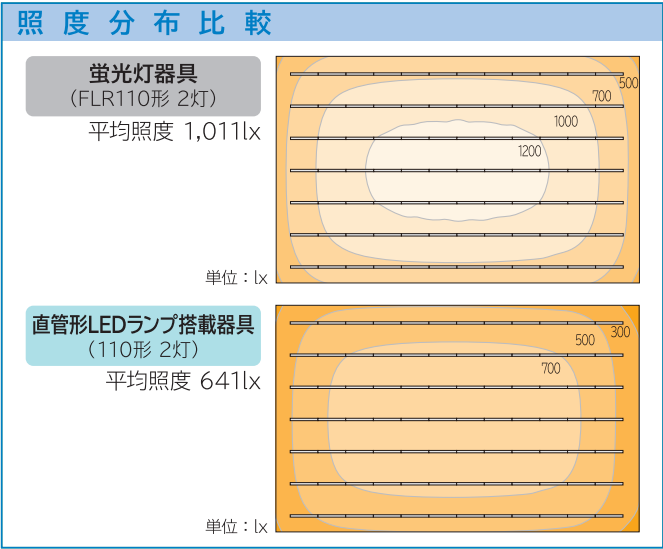 照度分布比較
蛍光灯器具
（FLR110形 2灯）
平均照度 1,011lx
500
700
1000
1200
単位：lx
直管形LEDランプ搭載器具
（110形 2灯）
平均照度 641lx
300
500
700
単位：lx